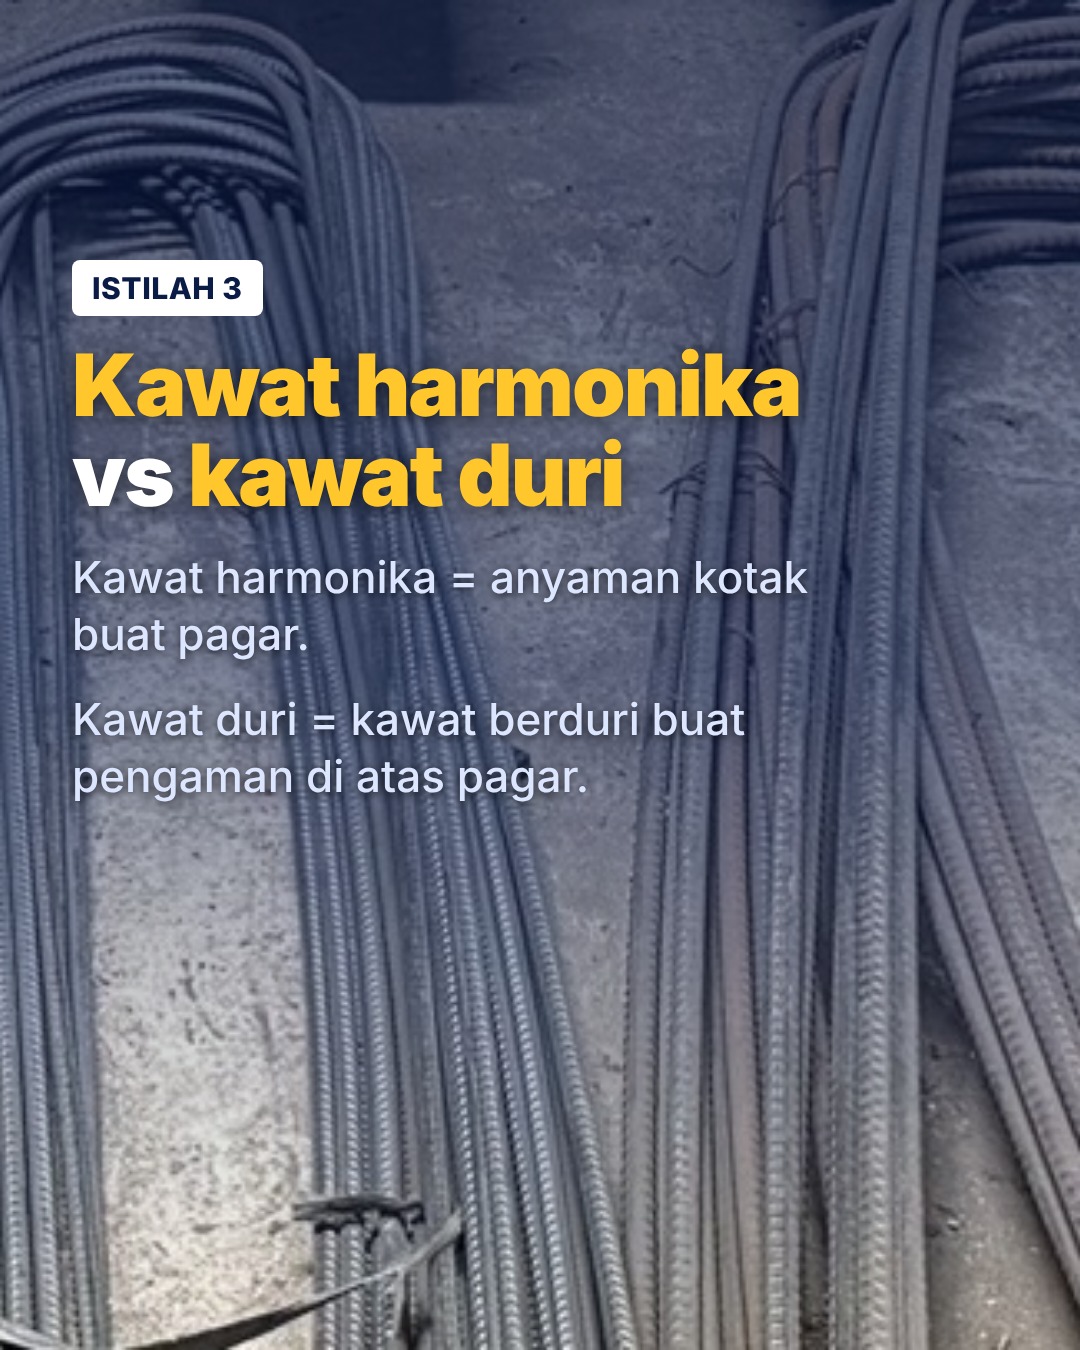 ISTILAH 3
Kawat harmonika
vs kawat duri
Kawat harmonika = anyaman kotak
buat pagar.
Kawat duri = kawat berduri buat
pengaman di atas pagar.